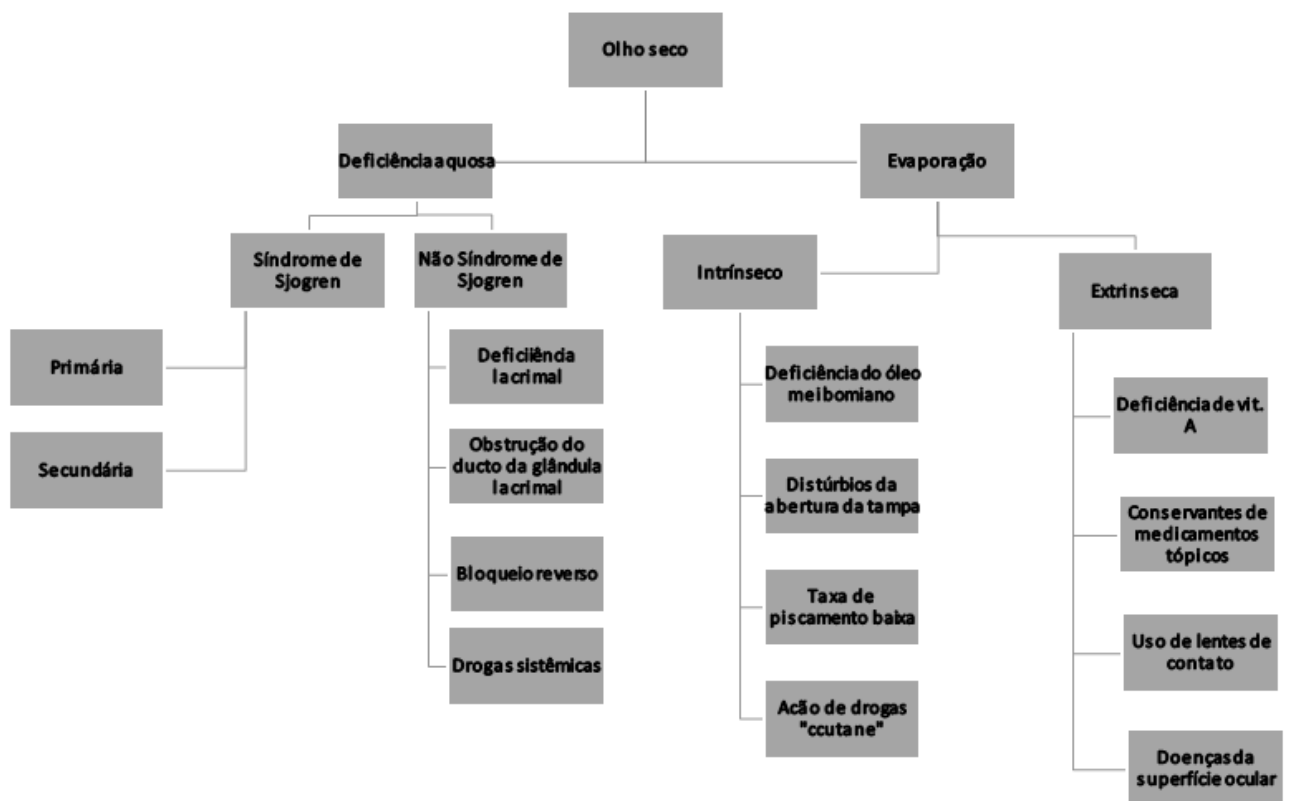 Olho seco
Deficiência aquosa
Evaporação
Síndrome de
Sjogren
Não Síndrome de
Sjogren
Intrínseco
Extrinseca
Primária
Secundária
Deficiiência
lacrimal
Obstrução do
ducto da glândula
lacrimal
Bloqueio reverso
Drogas sistêmicas
Deficiência do óleo
meibomiano
Distúrbios da
abertura da tampa
Taxa de
piscamento baixa
Acão de drogas
"ccutane"
Deficiência de vit.
A
Conservantes de
medicamentos
tópicos
Uso de lentes de
contato
Doenças da
superfície ocular